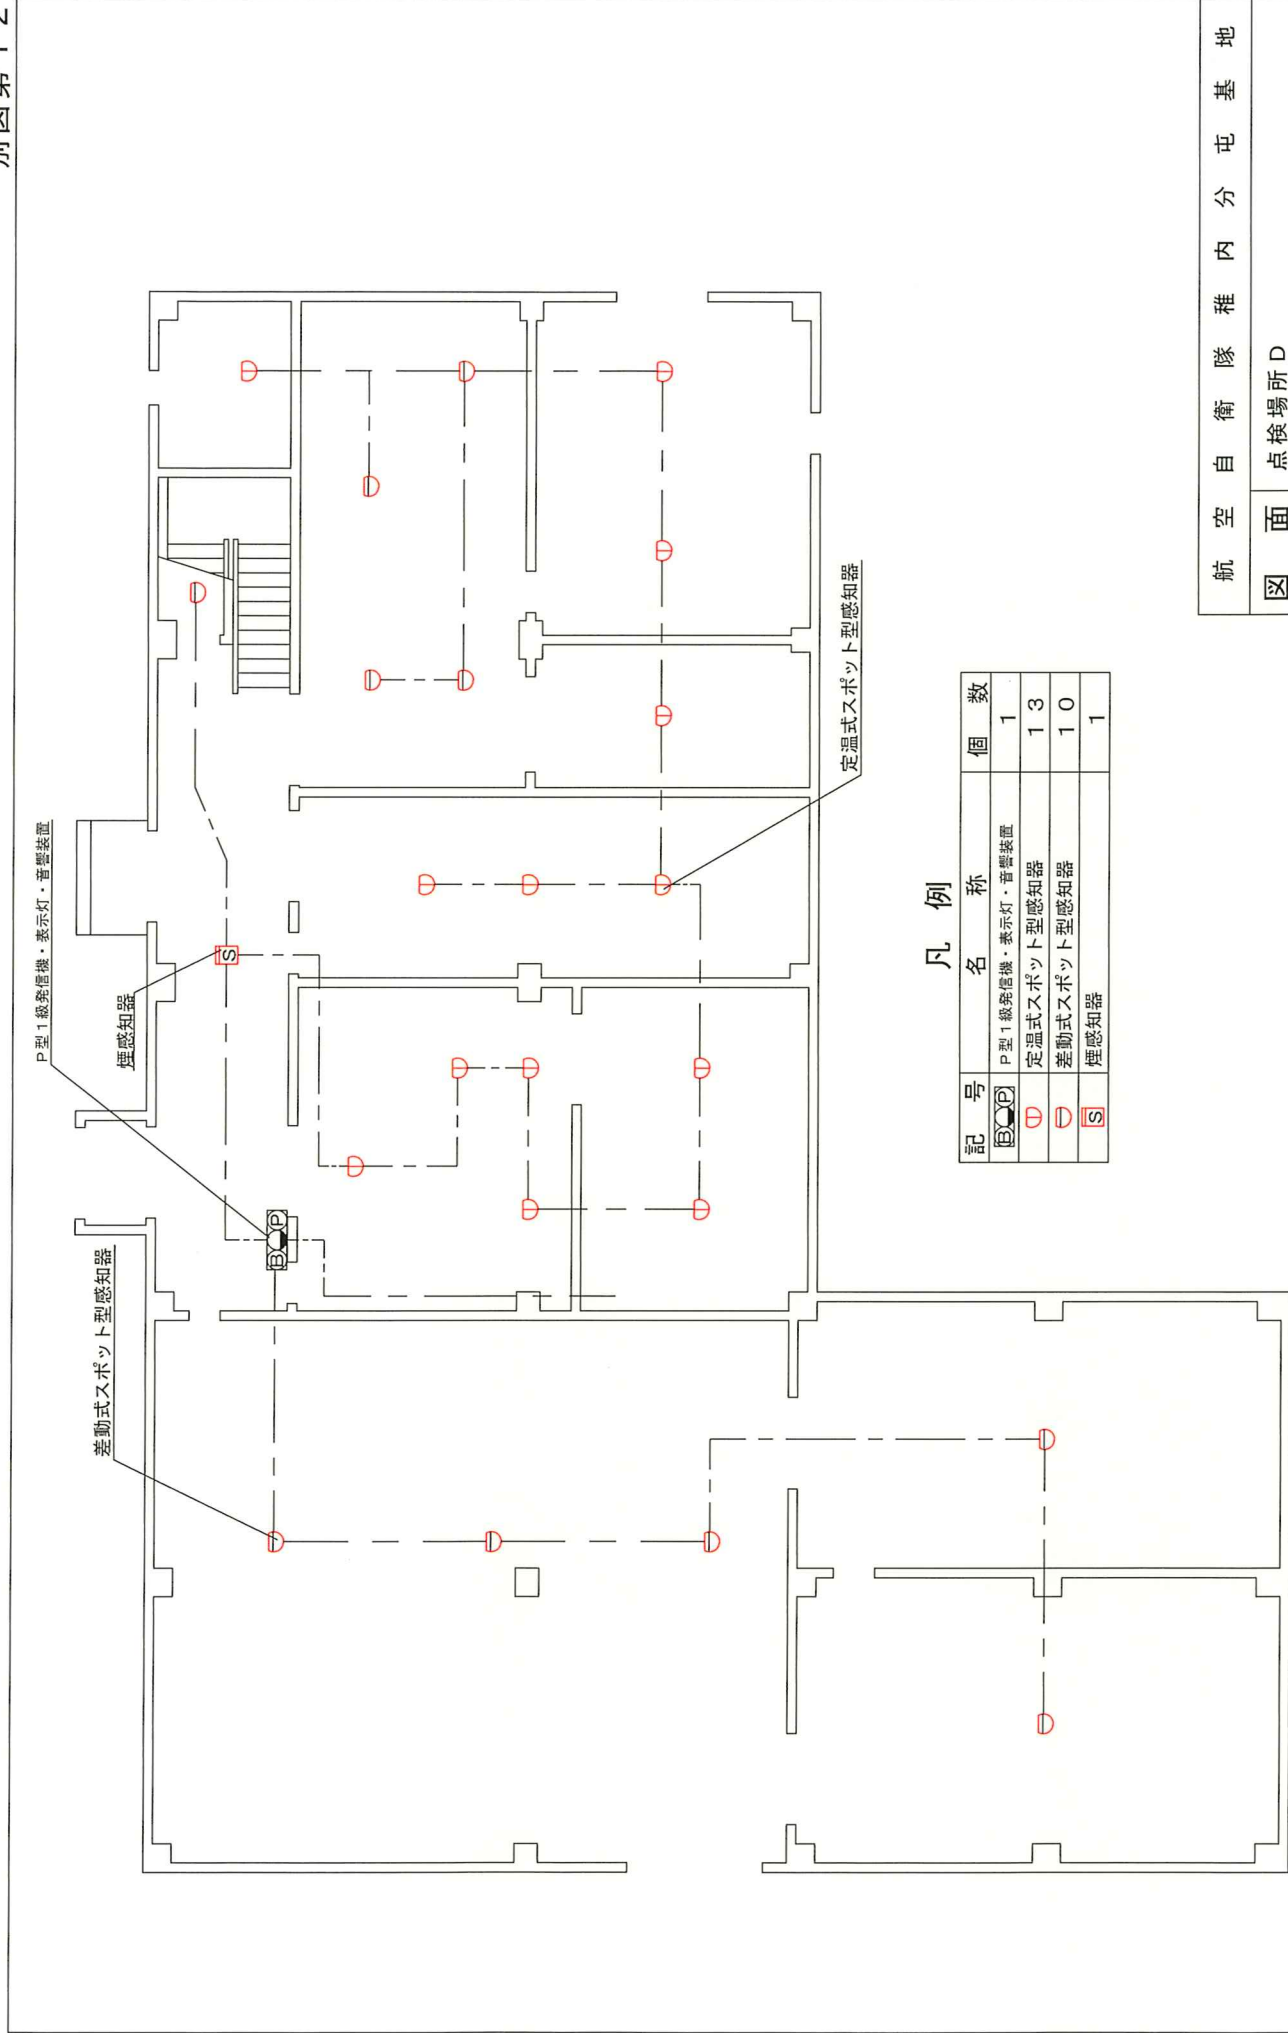 P型1級発信機・表示灯・音響装置
煙感知器
差動式スポット型感知器
定温式スポット型感知器
S
B P
凡例
記号 名称 個数
B P P型1級発信機・表示灯・音響装置 1
定温式スポット型感知器 13
差動式スポット型感知器 10
S 煙感知器 1
航空自衛隊稚内分屯基地
図面 点検場所D